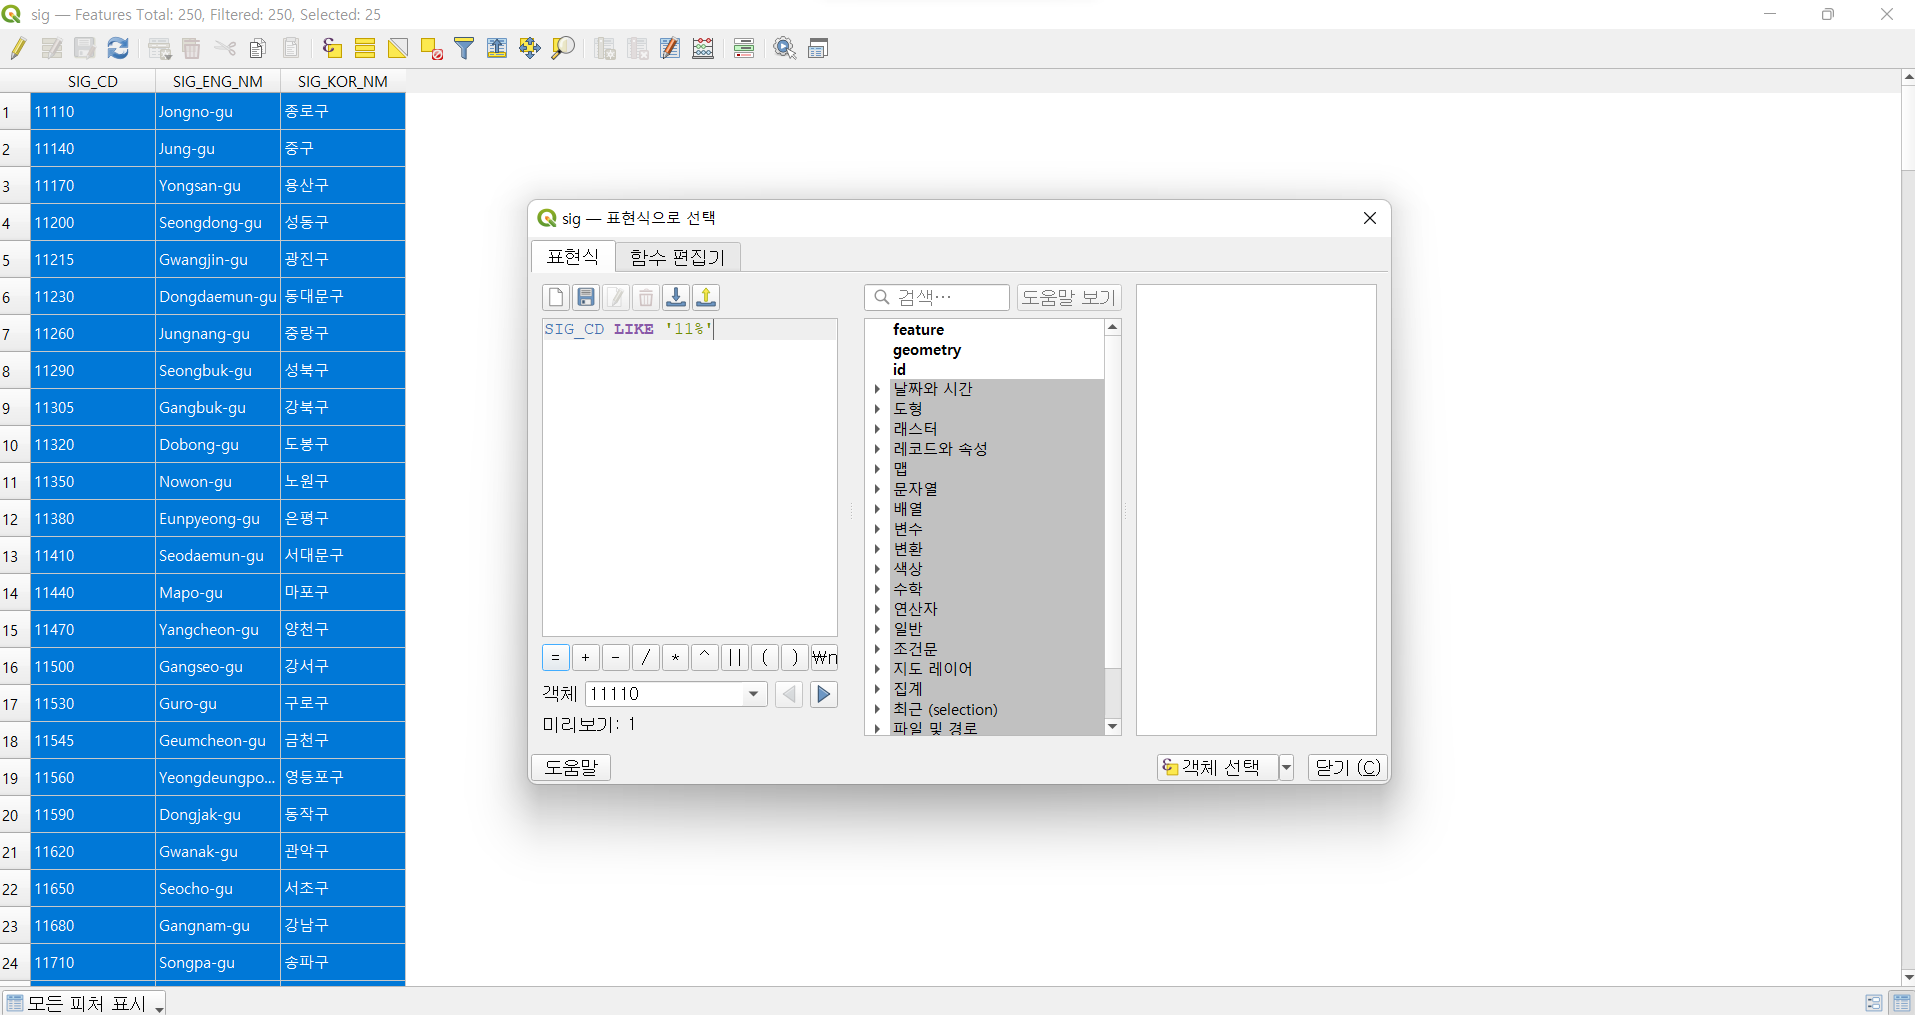 sig — Features Total: 250, Filtered: 250, Selected: 25
SIG_CD SIG_ENG_NM SIG_KOR_NM
1 11110 Jongno-gu 종로구
2 11140 Jung-gu 중구
3 11170 Yongsan-gu 용산구
4 11200 Seongdong-gu 성동구
5 11215 Gwangjin-gu 광진구
6 11230 Dongdaemun-gu 동대문구
7 11260 Jungnang-gu 중랑구
8 11290 Seongbuk-gu 성북구
9 11305 Gangbuk-gu 강북구
10 11320 Dobong-gu 도봉구
11 11350 Nowon-gu 노원구
12 11380 Eunpyeong-gu 은평구
13 11410 Seodaemun-gu 서대문구
14 11440 Mapo-gu 마포구
15 11470 Yangcheon-gu 양천구
16 11500 Gangseo-gu 강서구
17 11530 Guro-gu 구로구
18 11545 Geumcheon-gu 금천구
19 11560 Yeongdeungpo... 영등포구
20 11590 Dongjak-gu 동작구
21 11620 Gwanak-gu 관악구
22 11650 Seocho-gu 서초구
23 11680 Gangnam-gu 강남구
24 11710 Songpa-gu 송파구
모든 피처 표시
sig — 표현식으로 선택
표현식 함수 편집기
검색… 도움말 보기
SIG_CD LIKE '11%'
feature
geometry
id
날짜와 시간
도형
래스터
레코드와 속성
맵
문자열
배열
변수
변환
색상
수학
연산자
일반
조건문
지도 레이어
집계
최근 (selection)
파일 및 경로
= + - / * ^ || ( ) ₩n
객체 11110
미리보기: 1
도움말 객체 선택 닫기 (C)